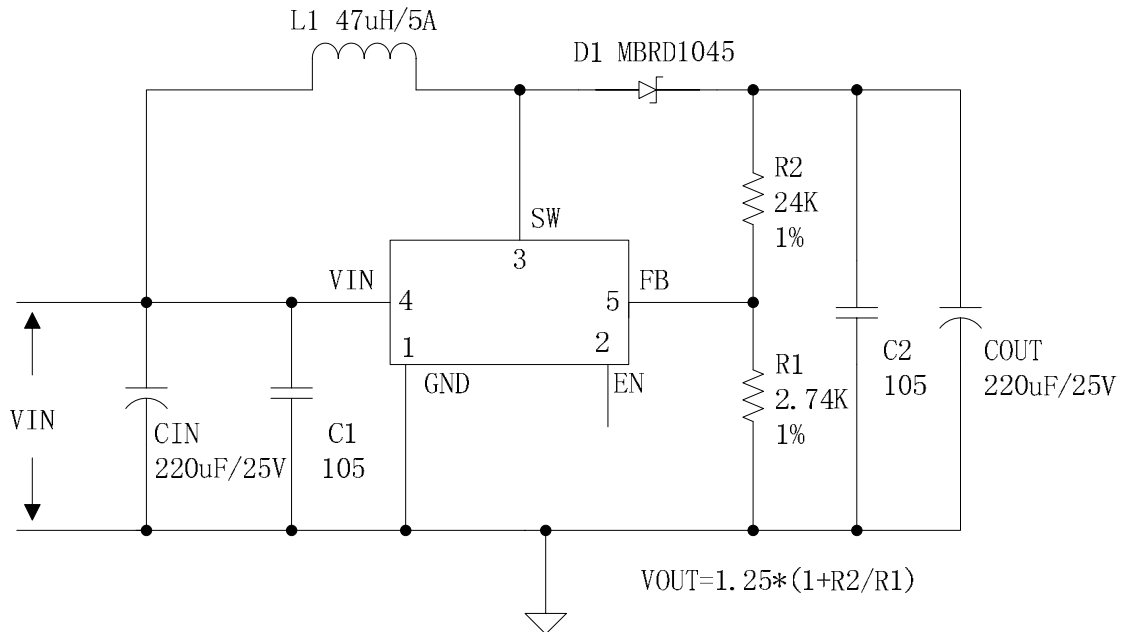 L1 47uH/5A
D1 MBRD1045
R2
24K
1%
SW
3
VIN
4
5
FB
1
2
GND
EN
R1
2.74K
1%
C2
105
COUT
220uF/25V
VIN
CIN
220uF/25V
C1
105
VOUT=1.25*(1+R2/R1)